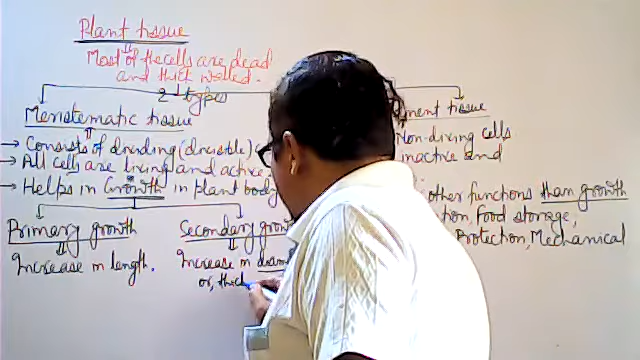 Plant tissue
Most of the cells are dead
and thick walled.
2 types
Meristematic tissue
→ Consists of dividing (divisible)
→ All cells are living and active.
→ Helps in Growth in plant body
Primary growth
Increase in length.
Secondary grow
Increase in diam
or, thick
nent tissue
Non-diving cells
inactive and
other functions than growth
tion, Food storage,
Protection, Mechanical